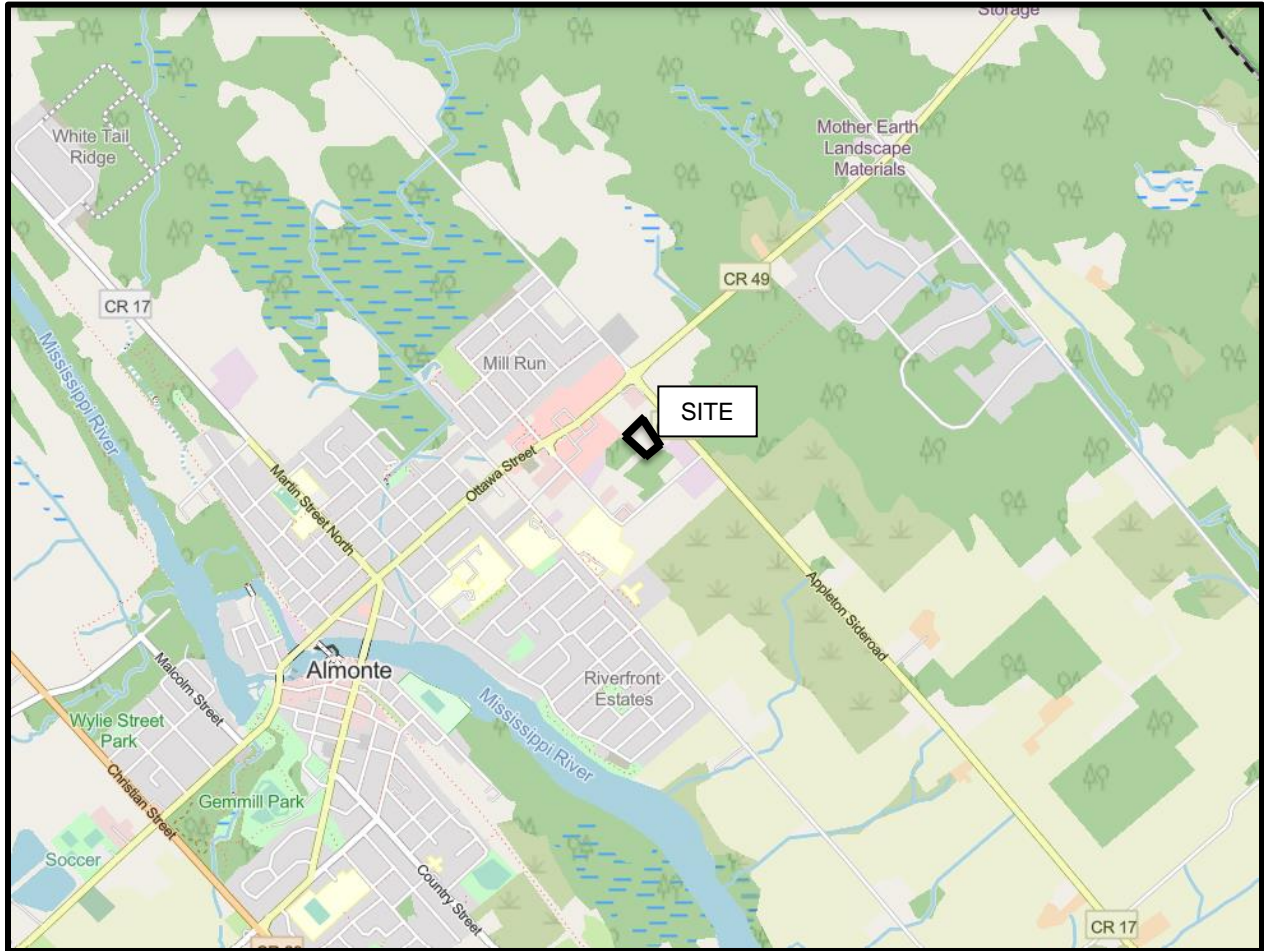 Storage
White Tail
Ridge
Mother Earth
Landscape
Materials
CR 49
CR 17
Mississippi River
Mill Run
SITE
Ottawa Street
Martin Street North
Appleton Sideroad
Almonte
Riverfront
Estates
Malcolm Street
Mississippi River
Wylie Street
Park
Christian Street
Gemmill Park
Soccer
Country Street
CR 17